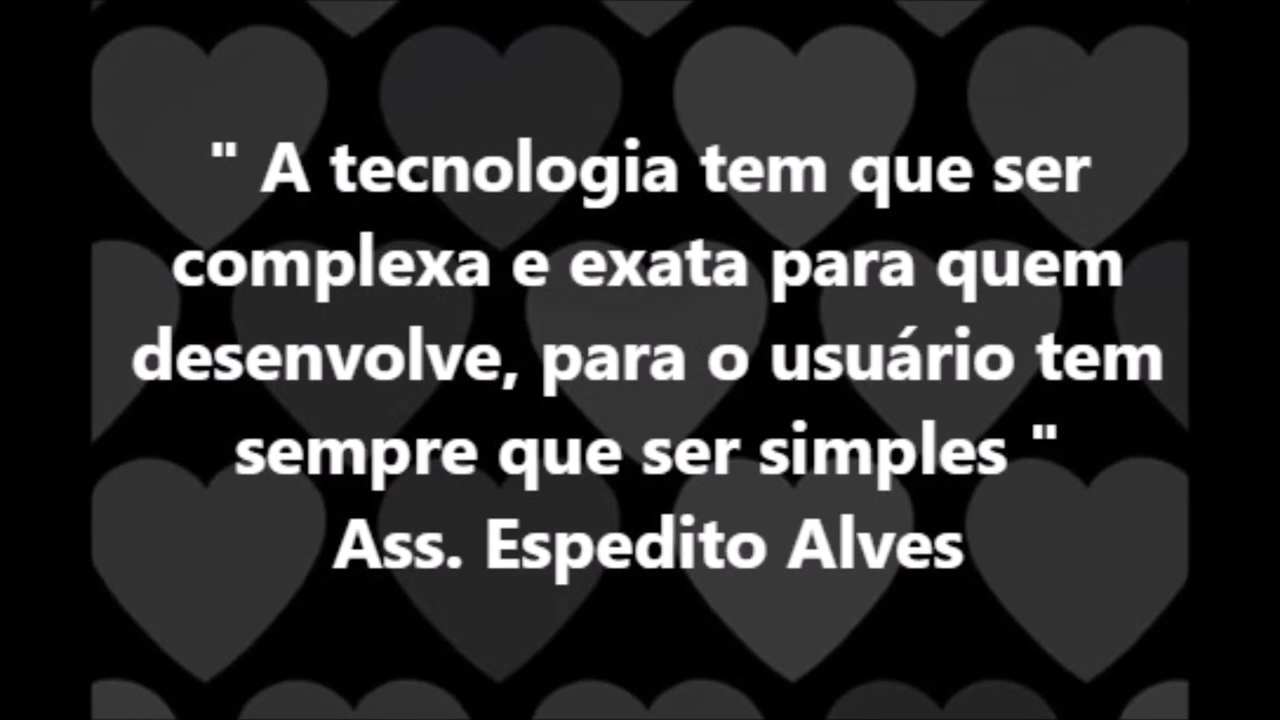 " A tecnologia tem que ser
complexa e exata para quem
desenvolve, para o usuário tem
sempre que ser simples "
Ass. Espedito Alves